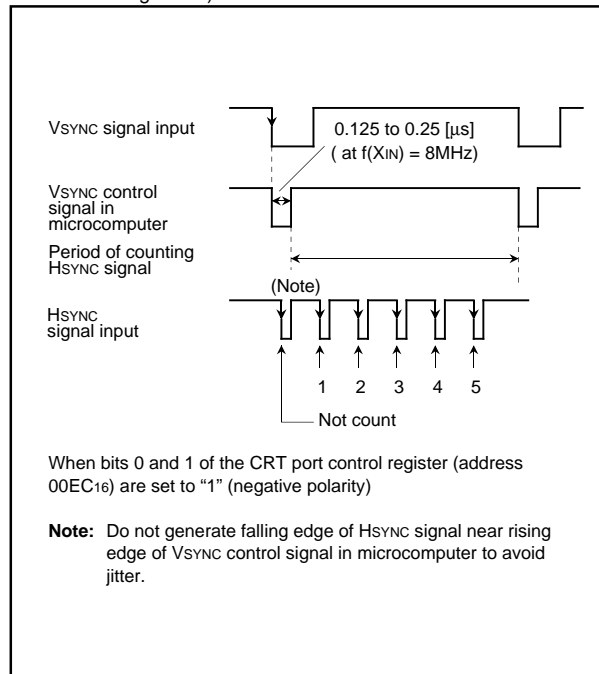 VSYNC signal input
0.125 to 0.25 [µs]
( at f(XIN) = 8MHz)
VSYNC control
signal in
microcomputer
Period of counting
HSYNC signal
(Note)
HSYNC
signal input
1 2 3 4 5
Not count
When bits 0 and 1 of the CRT port control register (address
00EC16) are set to “1” (negative polarity)
Note: Do not generate falling edge of HSYNC signal near rising
edge of VSYNC control signal in microcomputer to avoid
jitter.